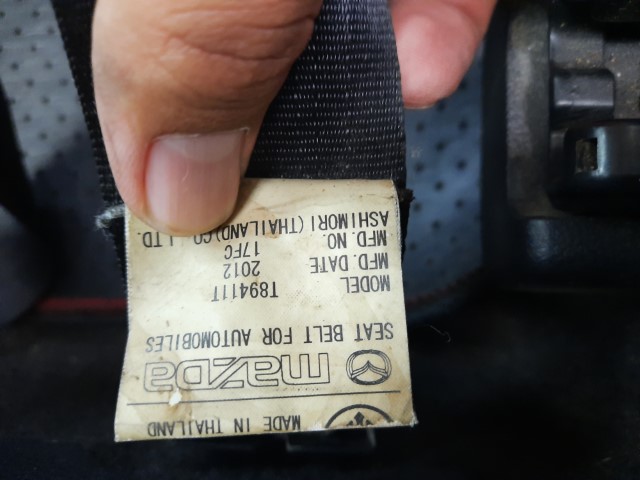 MADE IN THAILAND
mazda
SEAT BELT FOR AUTOMOBILES
MODEL T89411T
MFD. DATE 2012
MFD. NO. 17FC
ASHIMORI (THAILAND) CO., LTD.